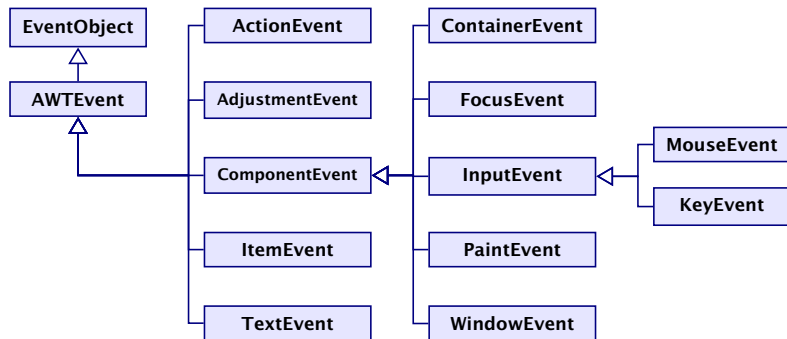 EventObject
AWTEvent
ActionEvent
AdjustmentEvent
ComponentEvent
ItemEvent
TextEvent
ContainerEvent
FocusEvent
InputEvent
PaintEvent
WindowEvent
MouseEvent
KeyEvent